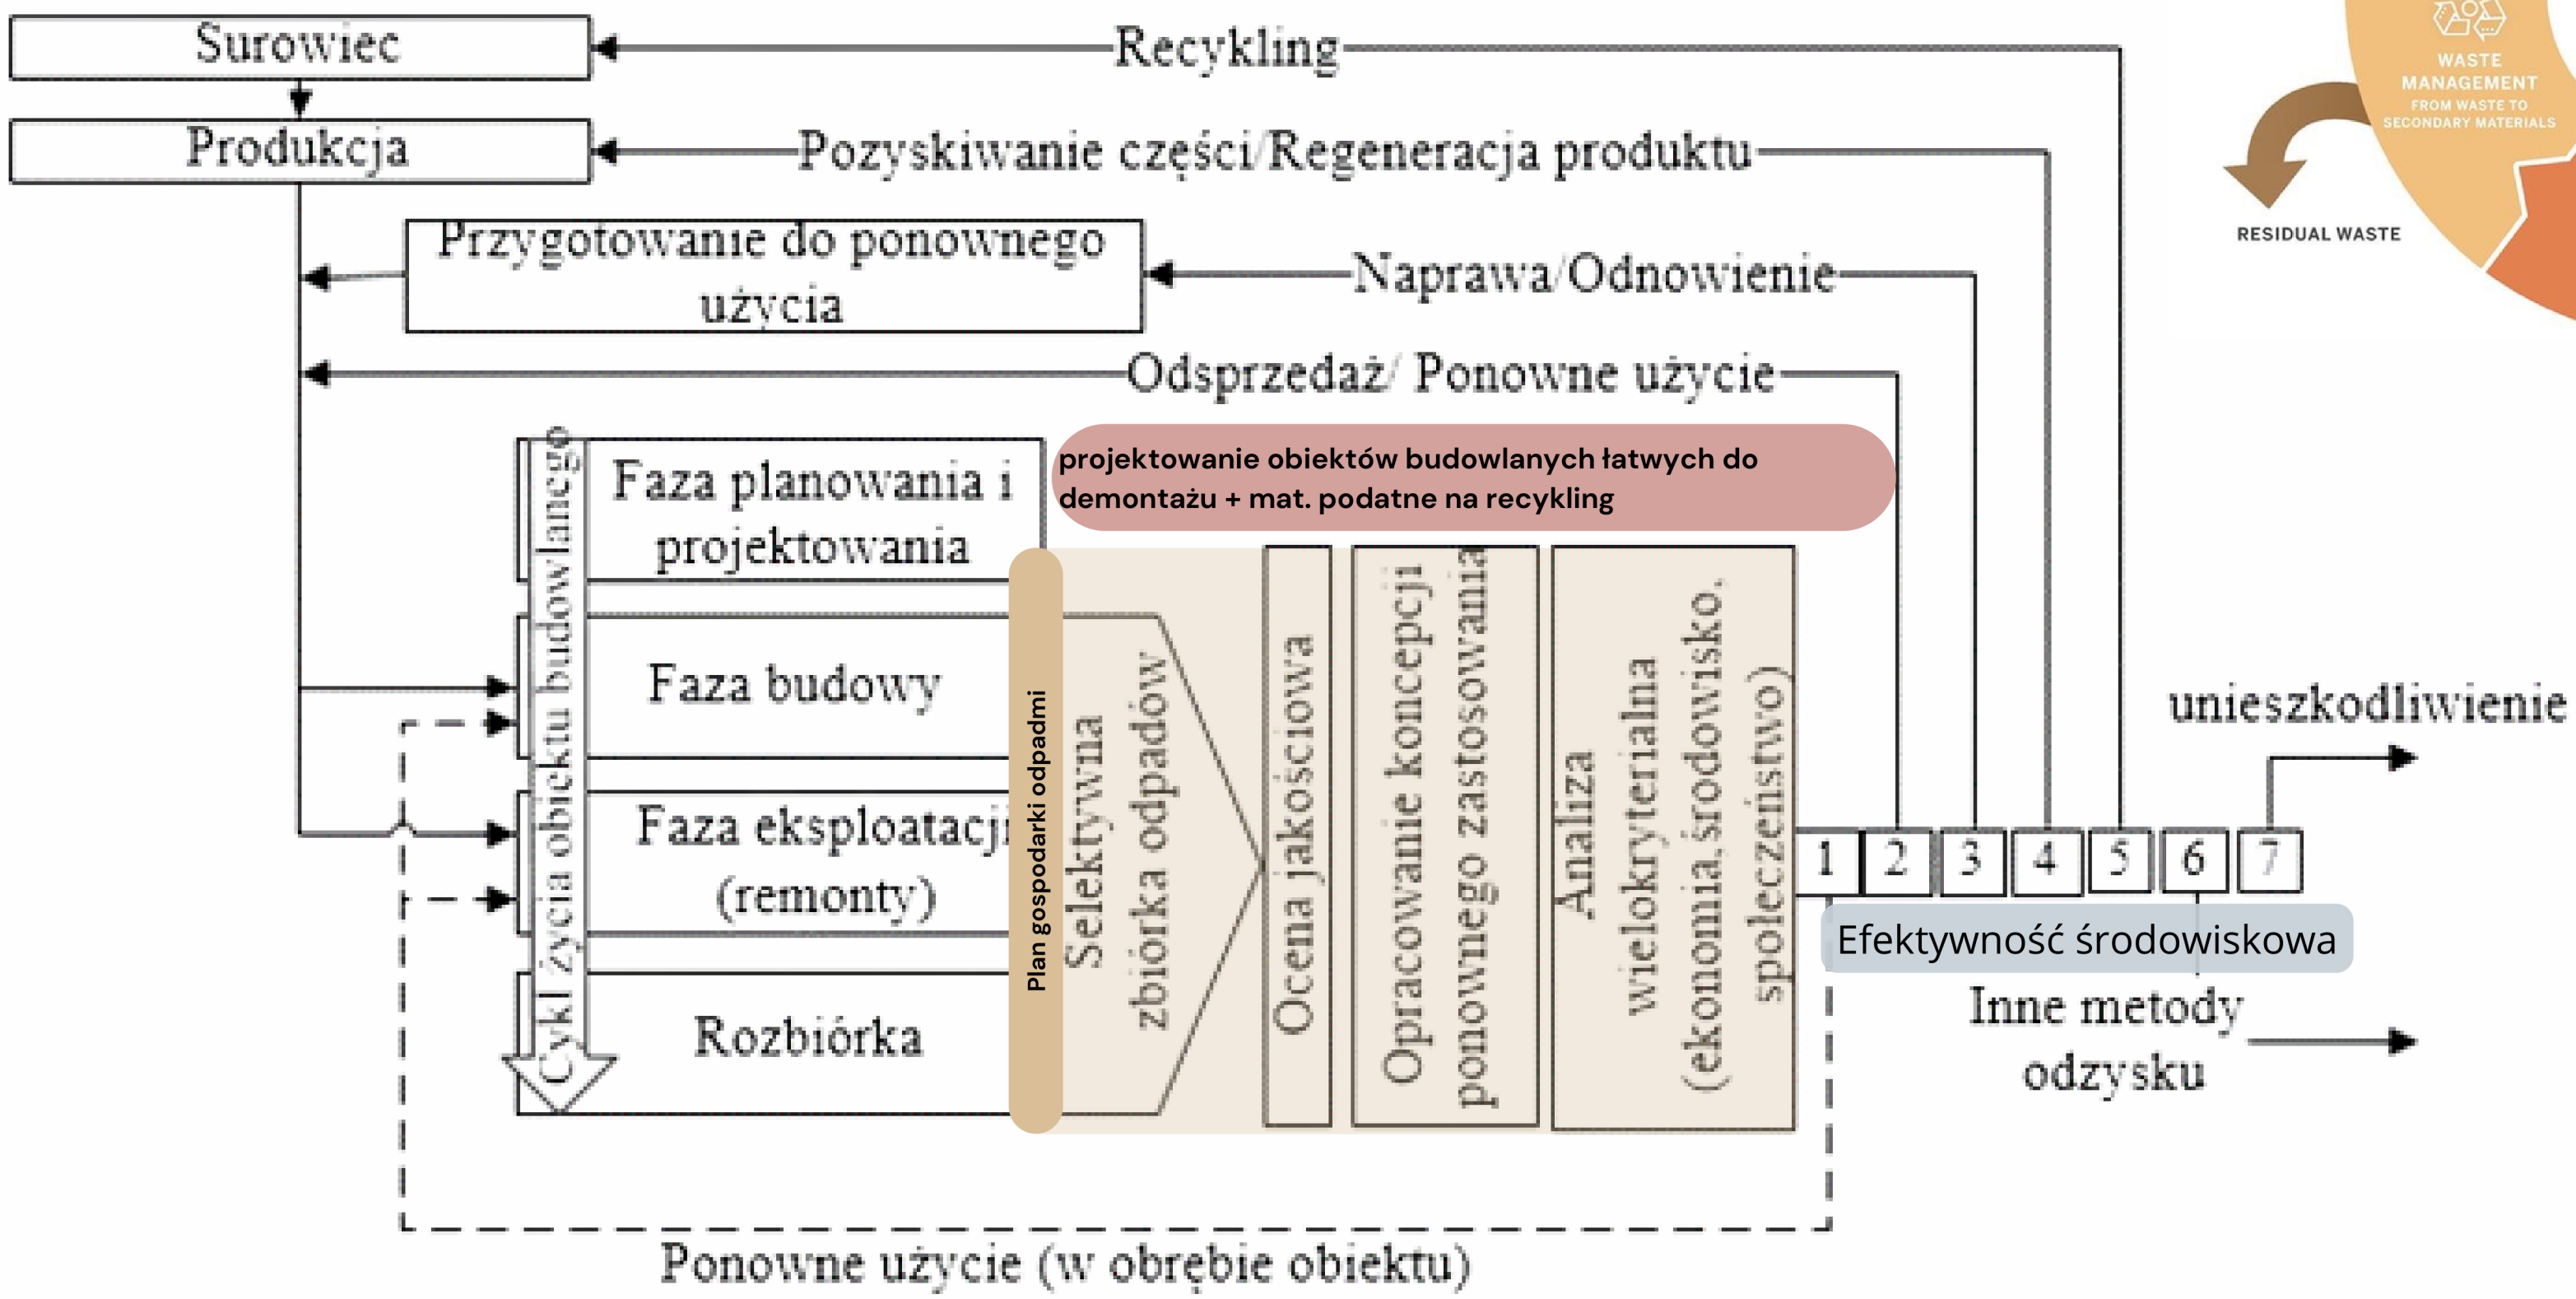 Surowiec
Recykling
Produkcja
Pozyskiwanie części/Regeneracja produktu
Przygotowanie do ponownego
użycia
Naprawa/Odnowienie
Odsprzedaż/ Ponowne użycie
WASTE
MANAGEMENT
FROM WASTE TO
SECONDARY MATERIALS
RESIDUAL WASTE
Cykl życia obiektu budowlanego
Faza planowania i
projektowania
projektowanie obiektów budowlanych łatwych do
demontażu + mat. podatne na recykling
Faza budowy
Faza eksploatacji
(remonty)
Rozbiórka
Plan gospodarki odpadmi
Selektywna
zbiórka odpadów
Ocena jakościowa
Opracowanie koncepcji
ponownego zastosowania
Analiza
wielokryterialna
(ekonomia,środowisko,
społeczeństwo)
1
2
3
4
5
6
7
unieszkodliwienie
Efektywność środowiskowa
Inne metody
odzysku
Ponowne użycie (w obrębie obiektu)